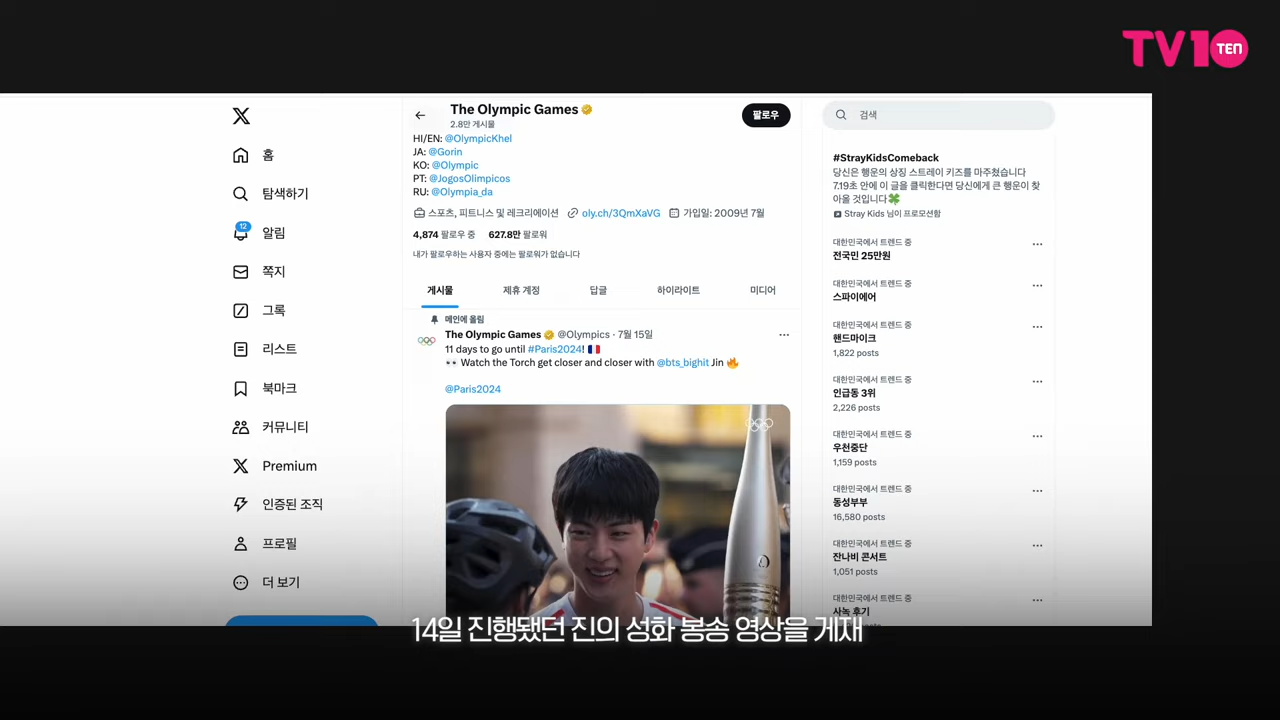 TV10 TEN
The Olympic Games
2.8만 게시물
팔로우
HI/EN: @OlympicKhel
JA: @Gorin
KO: @Olympic
PT: @JogosOlimpicos
RU: @Olympia_da
스포츠, 피트니스 및 레크리에이션 oly.ch/3QmXaVG 가입일: 2009년 7월
4,874 팔로우 중 627.8만 팔로워
내가 팔로우하는 사용자 중에는 팔로워가 없습니다
게시물 제휴 계정 답글 하이라이트 미디어
메인에 올림
The Olympic Games @Olympics · 7월 15일
11 days to go until #Paris2024! 🇫🇷
👀 Watch the Torch get closer and closer with @bts_bighit Jin 🔥
@Paris2024
X
홈
탐색하기
12
알림
쪽지
그록
리스트
북마크
커뮤니티
Premium
인증된 조직
프로필
더 보기
검색
#StrayKidsComeback
당신은 행운의 상징 스트레이 키즈를 마주쳤습니다
7.19초 안에 이 글을 클릭한다면 당신에게 큰 행운이 찾
아올 것입니다🍀
Stray Kids 님이 프로모션함
대한민국에서 트렌드 중
전국민 25만원
대한민국에서 트렌드 중
스파이에어
대한민국에서 트렌드 중
핸드마이크
1,822 posts
대한민국에서 트렌드 중
인급동 3위
2,226 posts
대한민국에서 트렌드 중
우천중단
1,159 posts
대한민국에서 트렌드 중
동성부부
16,580 posts
대한민국에서 트렌드 중
잔나비 콘서트
1,051 posts
대한민국에서 트렌드 중
사녹 후기
14일 진행됐던 진의 성화 봉송 영상을 게재